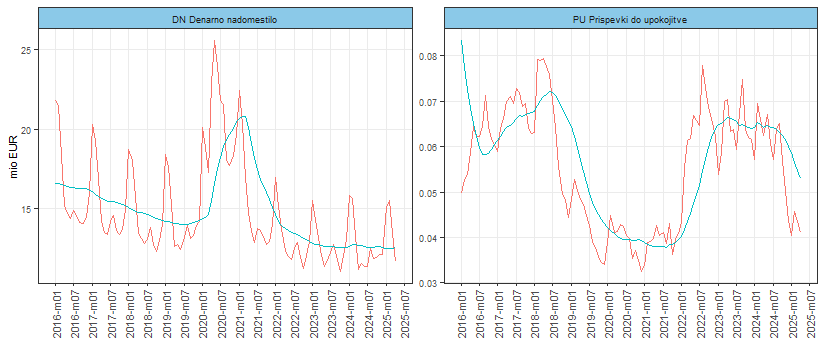 DN Denarno nadomestilo
PU Prispevki do upokojitve
mio EUR
25
20
15
0.08
0.07
0.06
0.05
0.04
0.03
2016-m01
2016-m07
2017-m01
2017-m07
2018-m01
2018-m07
2019-m01
2019-m07
2020-m01
2020-m07
2021-m01
2021-m07
2022-m01
2022-m07
2023-m01
2023-m07
2024-m01
2024-m07
2025-m01
2025-m07
2016-m01
2016-m07
2017-m01
2017-m07
2018-m01
2018-m07
2019-m01
2019-m07
2020-m01
2020-m07
2021-m01
2021-m07
2022-m01
2022-m07
2023-m01
2023-m07
2024-m01
2024-m07
2025-m01
2025-m07